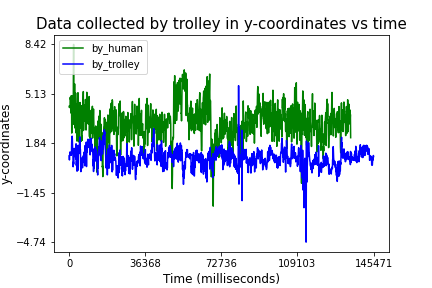 Data collected by trolley in y-coordinates vs time
by_human
by_trolley
y-coordinates
8.42
5.13
1.84
−1.45
−4.74
0
36368
72736
109103
145471
Time (milliseconds)